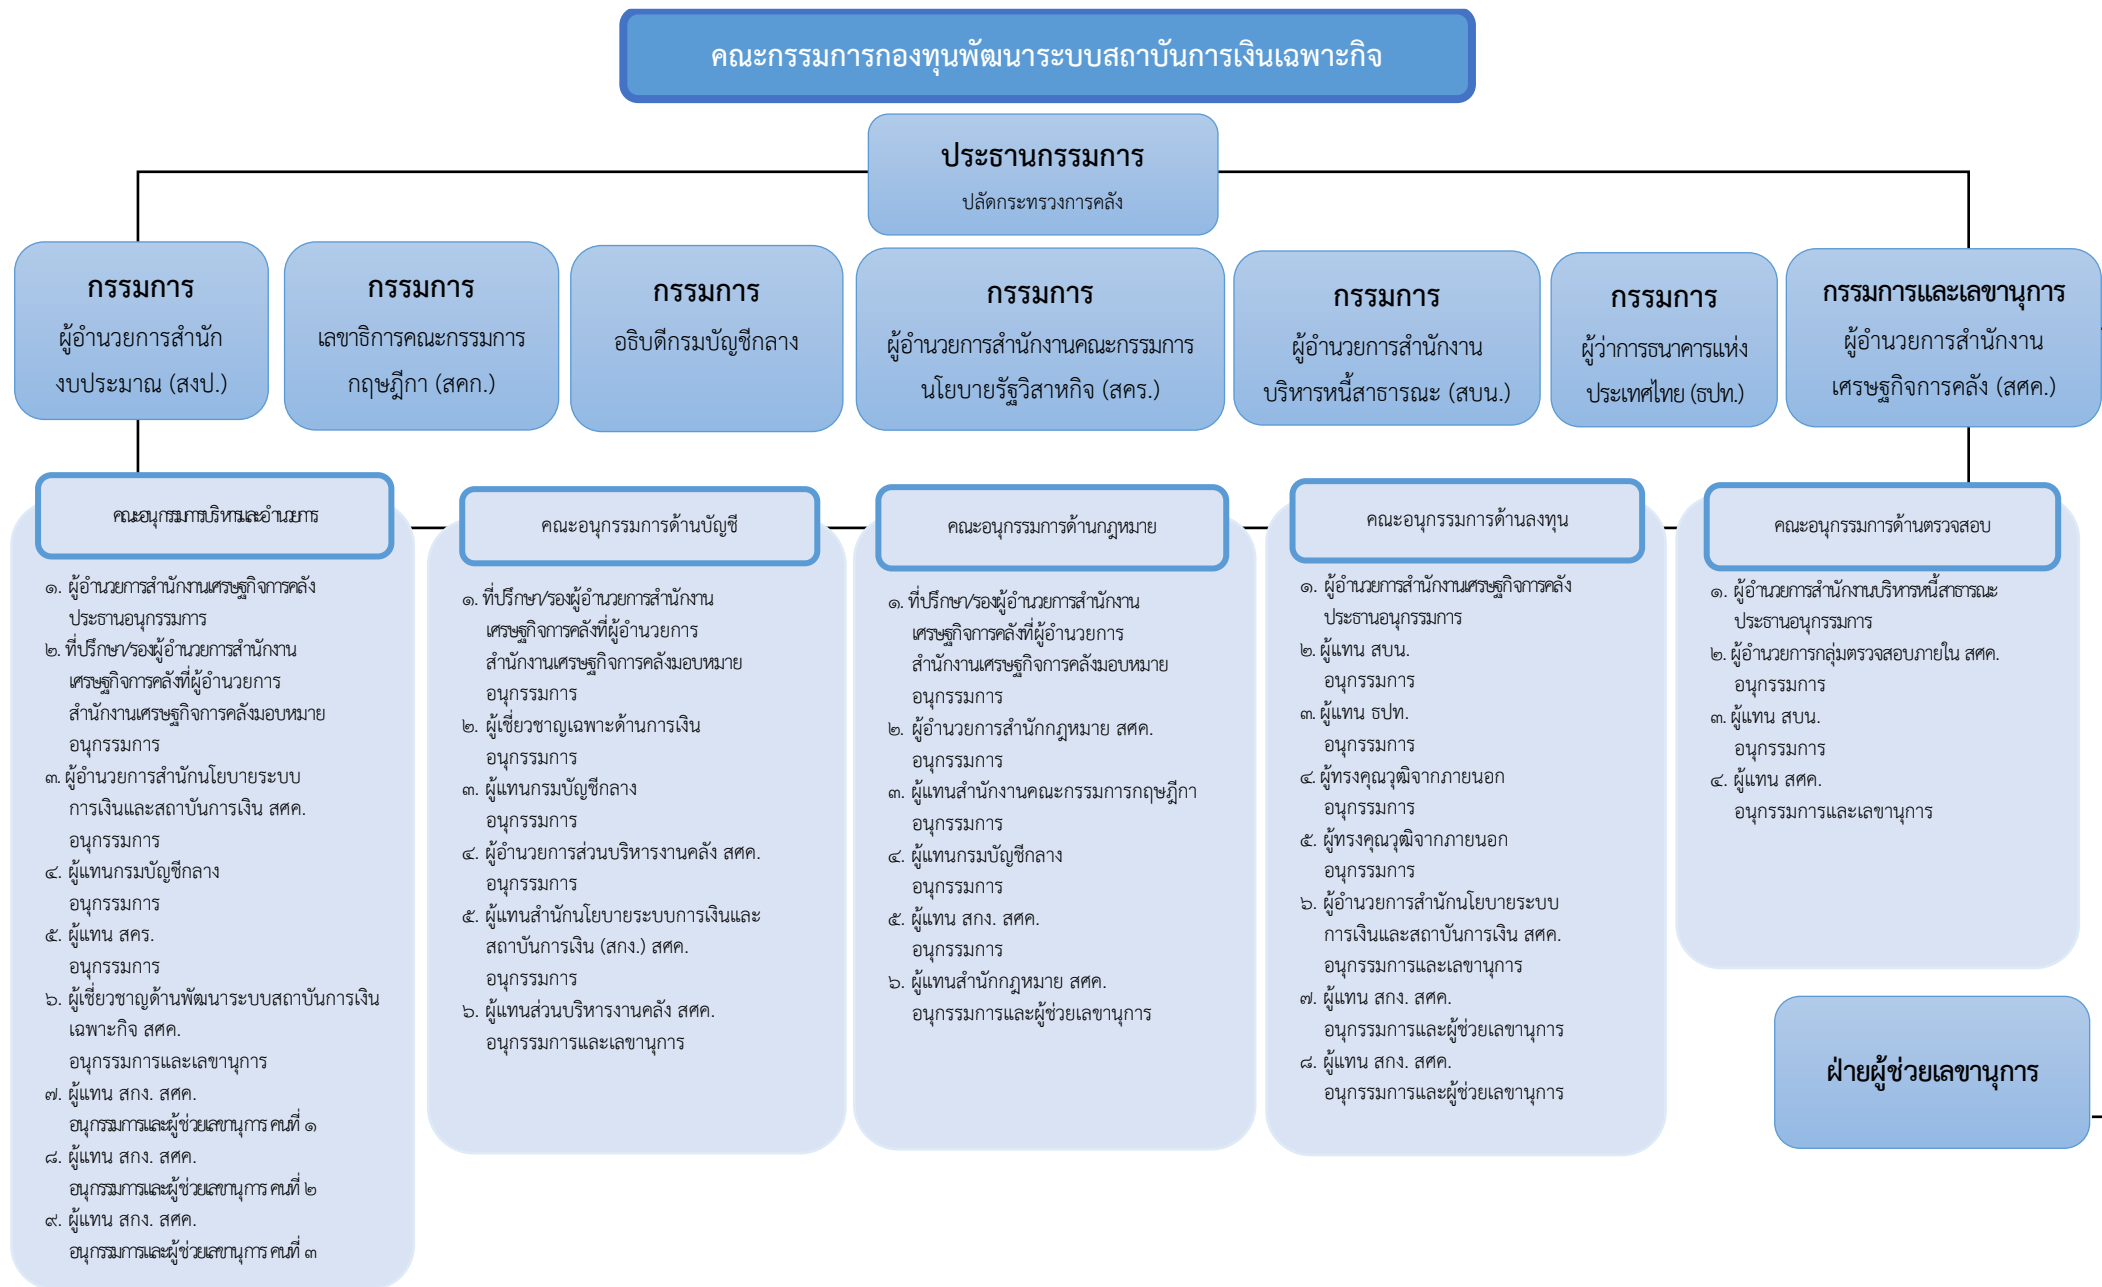 คณะกรรมการกองทุนพัฒนาระบบสถาบันการเงินเฉพาะกิจ
ประธานกรรมการ
ปลัดกระทรวงการคลัง
กรรมการ
ผู้อำนวยการสำนัก
งบประมาณ (สงป.)
กรรมการ
เลขาธิการคณะกรรมการ
กฤษฎีกา (สคก.)
กรรมการ
อธิบดีกรมบัญชีกลาง
กรรมการ
ผู้อำนวยการสำนักงานคณะกรรมการ
นโยบายรัฐวิสาหกิจ (สคร.)
กรรมการ
ผู้อำนวยการสำนักงาน
บริหารหนี้สาธารณะ (สบน.)
กรรมการ
ผู้ว่าการธนาคารแห่ง
ประเทศไทย (ธปท.)
กรรมการและเลขานุการ
ผู้อำนวยการสำนักงาน
เศรษฐกิจการคลัง (สศค.)
คณะอนุกรรมการบริหารและอำนวยการ
๑. ผู้อำนวยการสำนักงานเศรษฐกิจการคลัง
ประธานอนุกรรมการ
๒. ที่ปรึกษา/รองผู้อำนวยการสำนักงาน
เศรษฐกิจการคลังที่ผู้อำนวยการ
สำนักงานเศรษฐกิจการคลังมอบหมาย
อนุกรรมการ
๓. ผู้อำนวยการสำนักนโยบายระบบ
การเงินและสถาบันการเงิน สศค.
อนุกรรมการ
๔. ผู้แทนกรมบัญชีกลาง
อนุกรรมการ
๕. ผู้แทน สคร.
อนุกรรมการ
๖. ผู้เชี่ยวชาญด้านพัฒนาระบบสถาบันการเงิน
เฉพาะกิจ สศค.
อนุกรรมการและเลขานุการ
๗. ผู้แทน สกง. สศค.
อนุกรรมการและผู้ช่วยเลขานุการ คนที่ ๑
๘. ผู้แทน สกง. สศค.
อนุกรรมการและผู้ช่วยเลขานุการ คนที่ ๒
๙. ผู้แทน สกง. สศค.
อนุกรรมการและผู้ช่วยเลขานุการ คนที่ ๓
คณะอนุกรรมการด้านบัญชี
๑. ที่ปรึกษา/รองผู้อำนวยการสำนักงาน
เศรษฐกิจการคลังที่ผู้อำนวยการ
สำนักงานเศรษฐกิจการคลังมอบหมาย
อนุกรรมการ
๒. ผู้เชี่ยวชาญเฉพาะด้านการเงิน
อนุกรรมการ
๓. ผู้แทนกรมบัญชีกลาง
อนุกรรมการ
๔. ผู้อำนวยการส่วนบริหารงานคลัง สศค.
อนุกรรมการ
๕. ผู้แทนสำนักนโยบายระบบการเงินและ
สถาบันการเงิน (สกง.) สศค.
อนุกรรมการ
๖. ผู้แทนส่วนบริหารงานคลัง สศค.
อนุกรรมการและเลขานุการ
คณะอนุกรรมการด้านกฎหมาย
๑. ที่ปรึกษา/รองผู้อำนวยการสำนักงาน
เศรษฐกิจการคลังที่ผู้อำนวยการ
สำนักงานเศรษฐกิจการคลังมอบหมาย
อนุกรรมการ
๒. ผู้อำนวยการสำนักกฎหมาย สศค.
อนุกรรมการ
๓. ผู้แทนสำนักงานคณะกรรมการกฤษฎีกา
อนุกรรมการ
๔. ผู้แทนกรมบัญชีกลาง
อนุกรรมการ
๕. ผู้แทน สกง. สศค.
อนุกรรมการ
๖. ผู้แทนสำนักกฎหมาย สศค.
อนุกรรมการและผู้ช่วยเลขานุการ
คณะอนุกรรมการด้านลงทุน
๑. ผู้อำนวยการสำนักงานเศรษฐกิจการคลัง
ประธานอนุกรรมการ
๒. ผู้แทน สบน.
อนุกรรมการ
๓. ผู้แทน ธปท.
อนุกรรมการ
๔. ผู้ทรงคุณวุฒิจากภายนอก
อนุกรรมการ
๕. ผู้ทรงคุณวุฒิจากภายนอก
อนุกรรมการ
๖. ผู้อำนวยการสำนักนโยบายระบบ
การเงินและสถาบันการเงิน สศค.
อนุกรรมการและเลขานุการ
๗. ผู้แทน สกง. สศค.
อนุกรรมการและผู้ช่วยเลขานุการ
๘. ผู้แทน สกง. สศค.
อนุกรรมการและผู้ช่วยเลขานุการ
คณะอนุกรรมการด้านตรวจสอบ
๑. ผู้อำนวยการสำนักงานบริหารหนี้สาธารณะ
ประธานอนุกรรมการ
๒. ผู้อำนวยการกลุ่มตรวจสอบภายใน สศค.
อนุกรรมการ
๓. ผู้แทน สบน.
อนุกรรมการ
๔. ผู้แทน สศค.
อนุกรรมการและเลขานุการ
ฝ่ายผู้ช่วยเลขานุการ